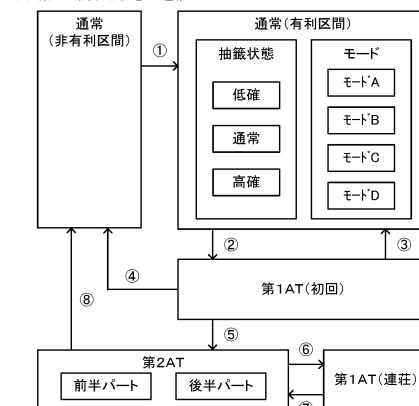 通常
(非有利区間)
①
通常(有利区間)
抽籤状態
低確
通常
高確
モード
モードA
モードB
モードC
モードD
②
③
④
第1AT(初回)
⑤
⑧
第2AT
前半パート
後半パート
⑥
第1AT(連荘)